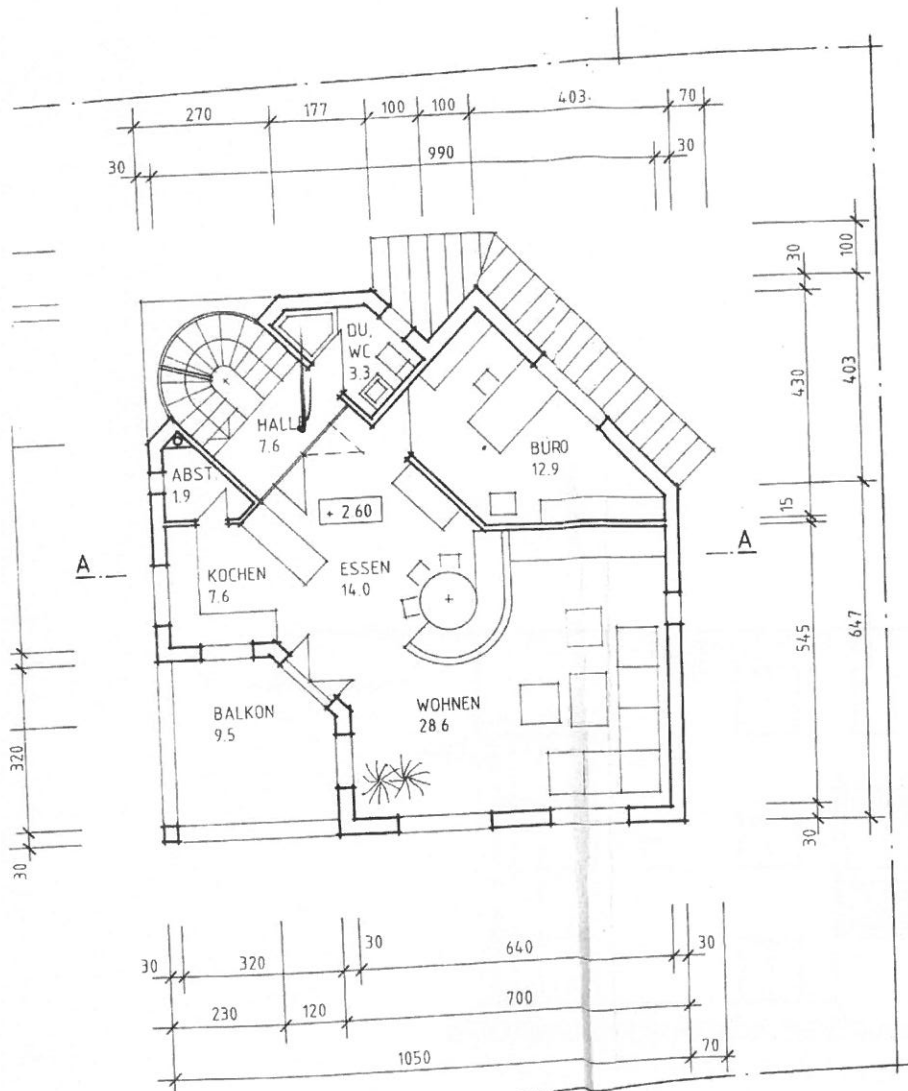 270 177 100 100 403 70
30 990 30
30 100
430 403
15
545 647
30
320
30
DU,
WC
3.3
HALLE
7.6
ABST.
1.9
BÜRO
12.9
+ 2.60
A A
KOCHEN
7.6
ESSEN
14.0
WOHNEN
28.6
BALKON
9.5
30 320 30 640 30
230 120 700
1050 70